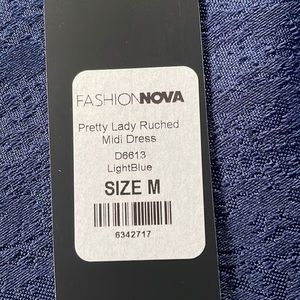 FASHIONNOVA
Pretty Lady Ruched
Midi Dress
D6613
LightBlue
SIZE M
6342717